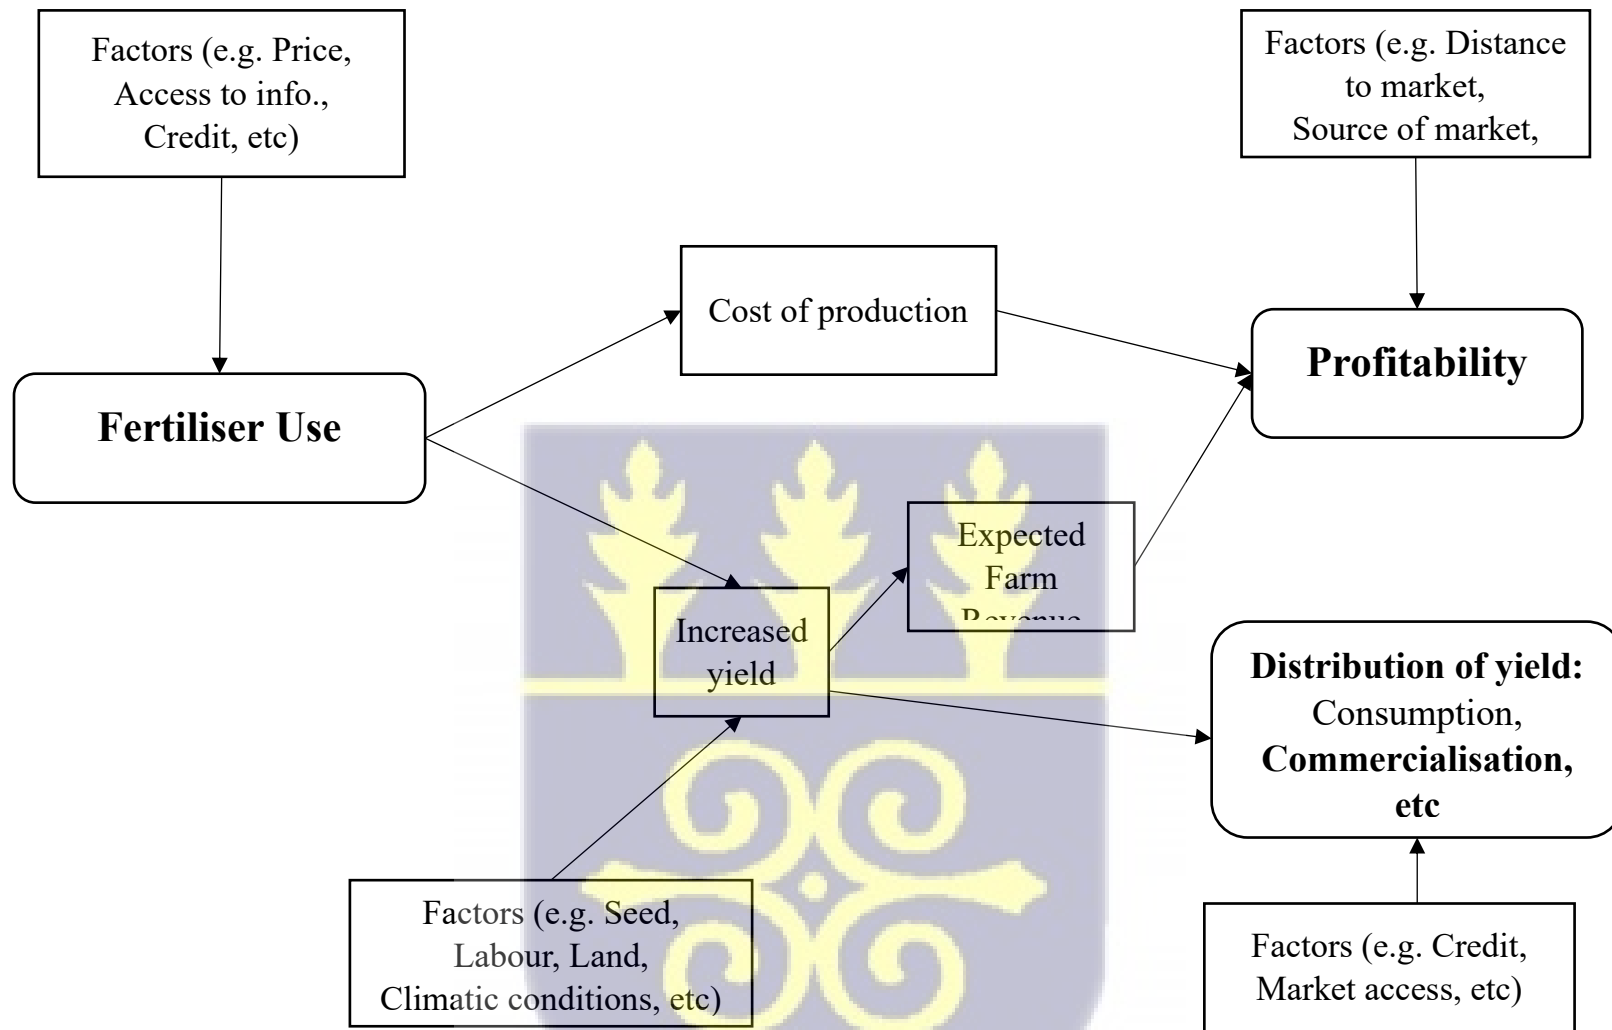 Factors (e.g. Price,
Access to info.,
Credit, etc)
Factors (e.g. Distance
to market,
Source of market,
Cost of production
Profitability
Fertiliser Use
Expected
Farm
Revenue
Increased
yield
Distribution of yield:
Consumption,
Commercialisation,
etc
Factors (e.g. Seed,
Labour, Land,
Climatic conditions, etc)
Factors (e.g. Credit,
Market access, etc)